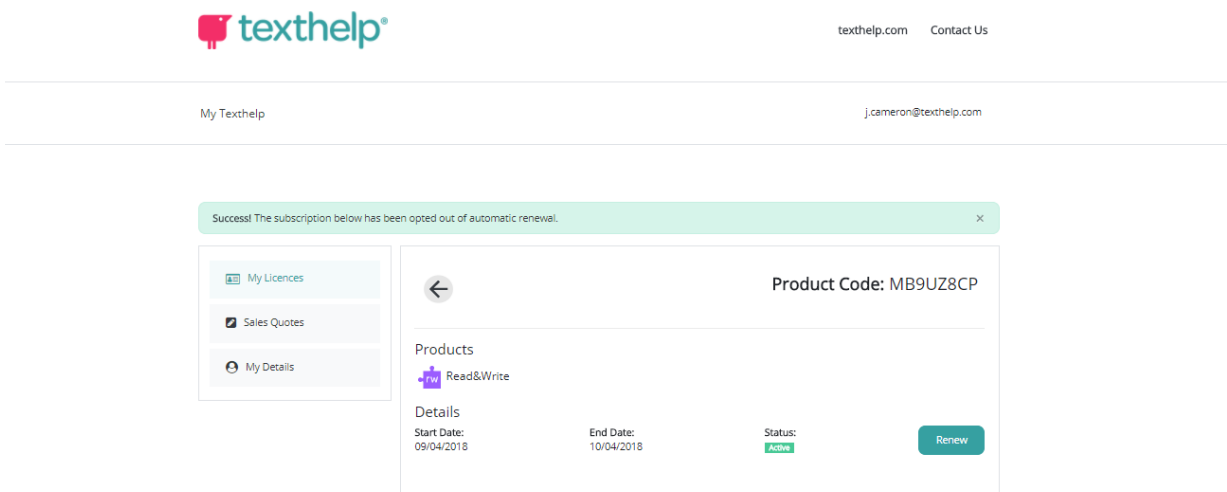 texthelp®
texthelp.com Contact Us
My Texthelp j.cameron@texthelp.com
Success! The subscription below has been opted out of automatic renewal. ×
My Licences
Sales Quotes
My Details
Product Code: MB9UZ8CP
Products
rw Read&Write
Details
Start Date: End Date: Status:
09/04/2018 10/04/2018 Active
Renew